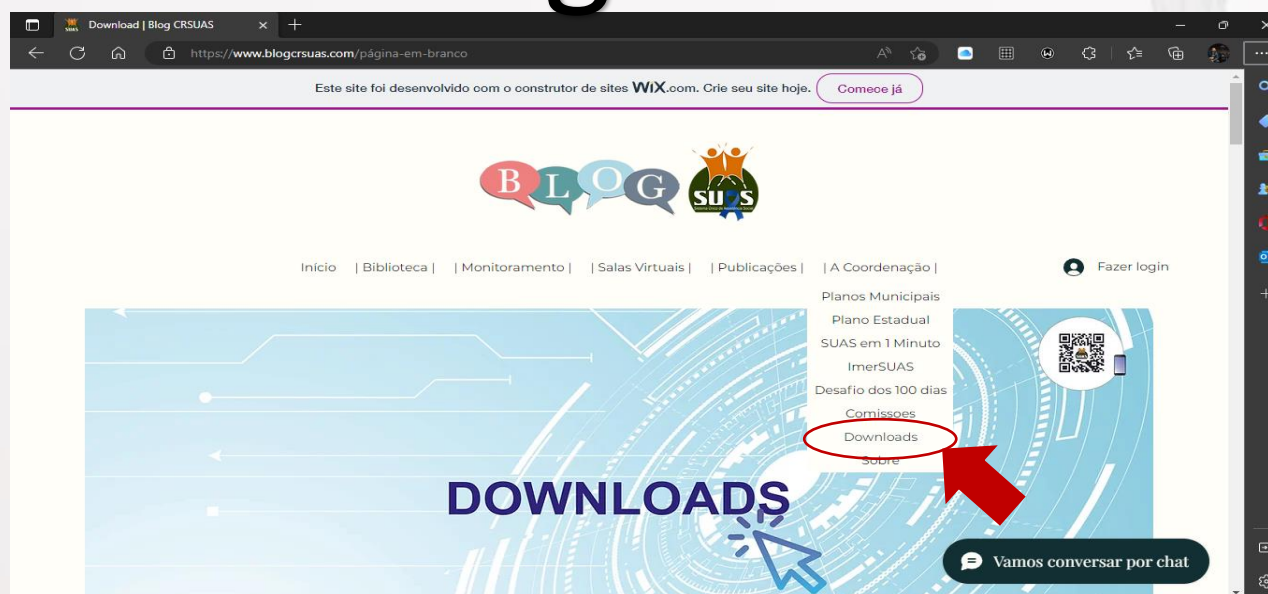 g
Download | Blog CRSUAS
https://www.blogcrsuas.com/página-em-branco
Este site foi desenvolvido com o construtor de sites WiX.com. Crie seu site hoje.
Comece já
BLOG
SUAS
Início | Biblioteca | | Monitoramento | | Salas Virtuais | | Publicações | | A Coordenação | Fazer login
Planos Municipais
Plano Estadual
SUAS em 1 Minuto
ImerSUAS
Desafio dos 100 dias
Comissoes
Downloads
Sobre
DOWNLOADS
Vamos conversar por chat